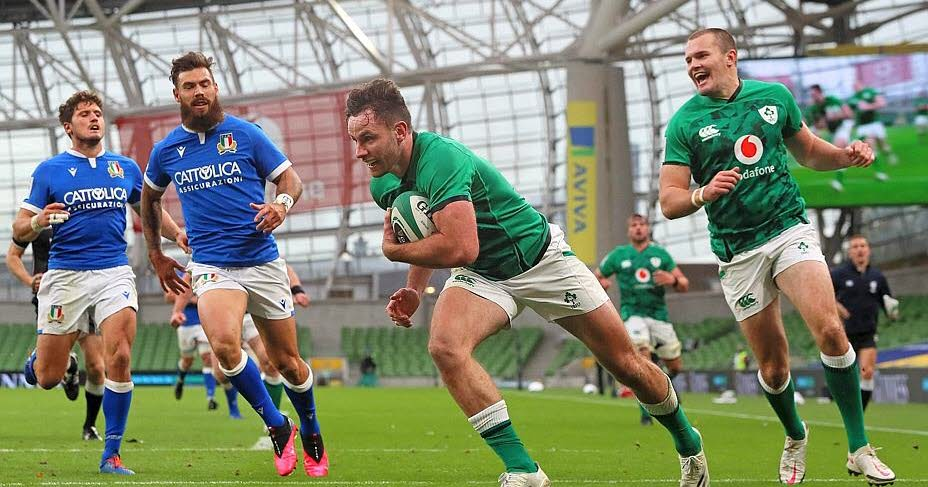 CATTOLICA
ASSICURAZIONI
CATTOLICA
ASSICURAZIONI
AVIVA
vodafone